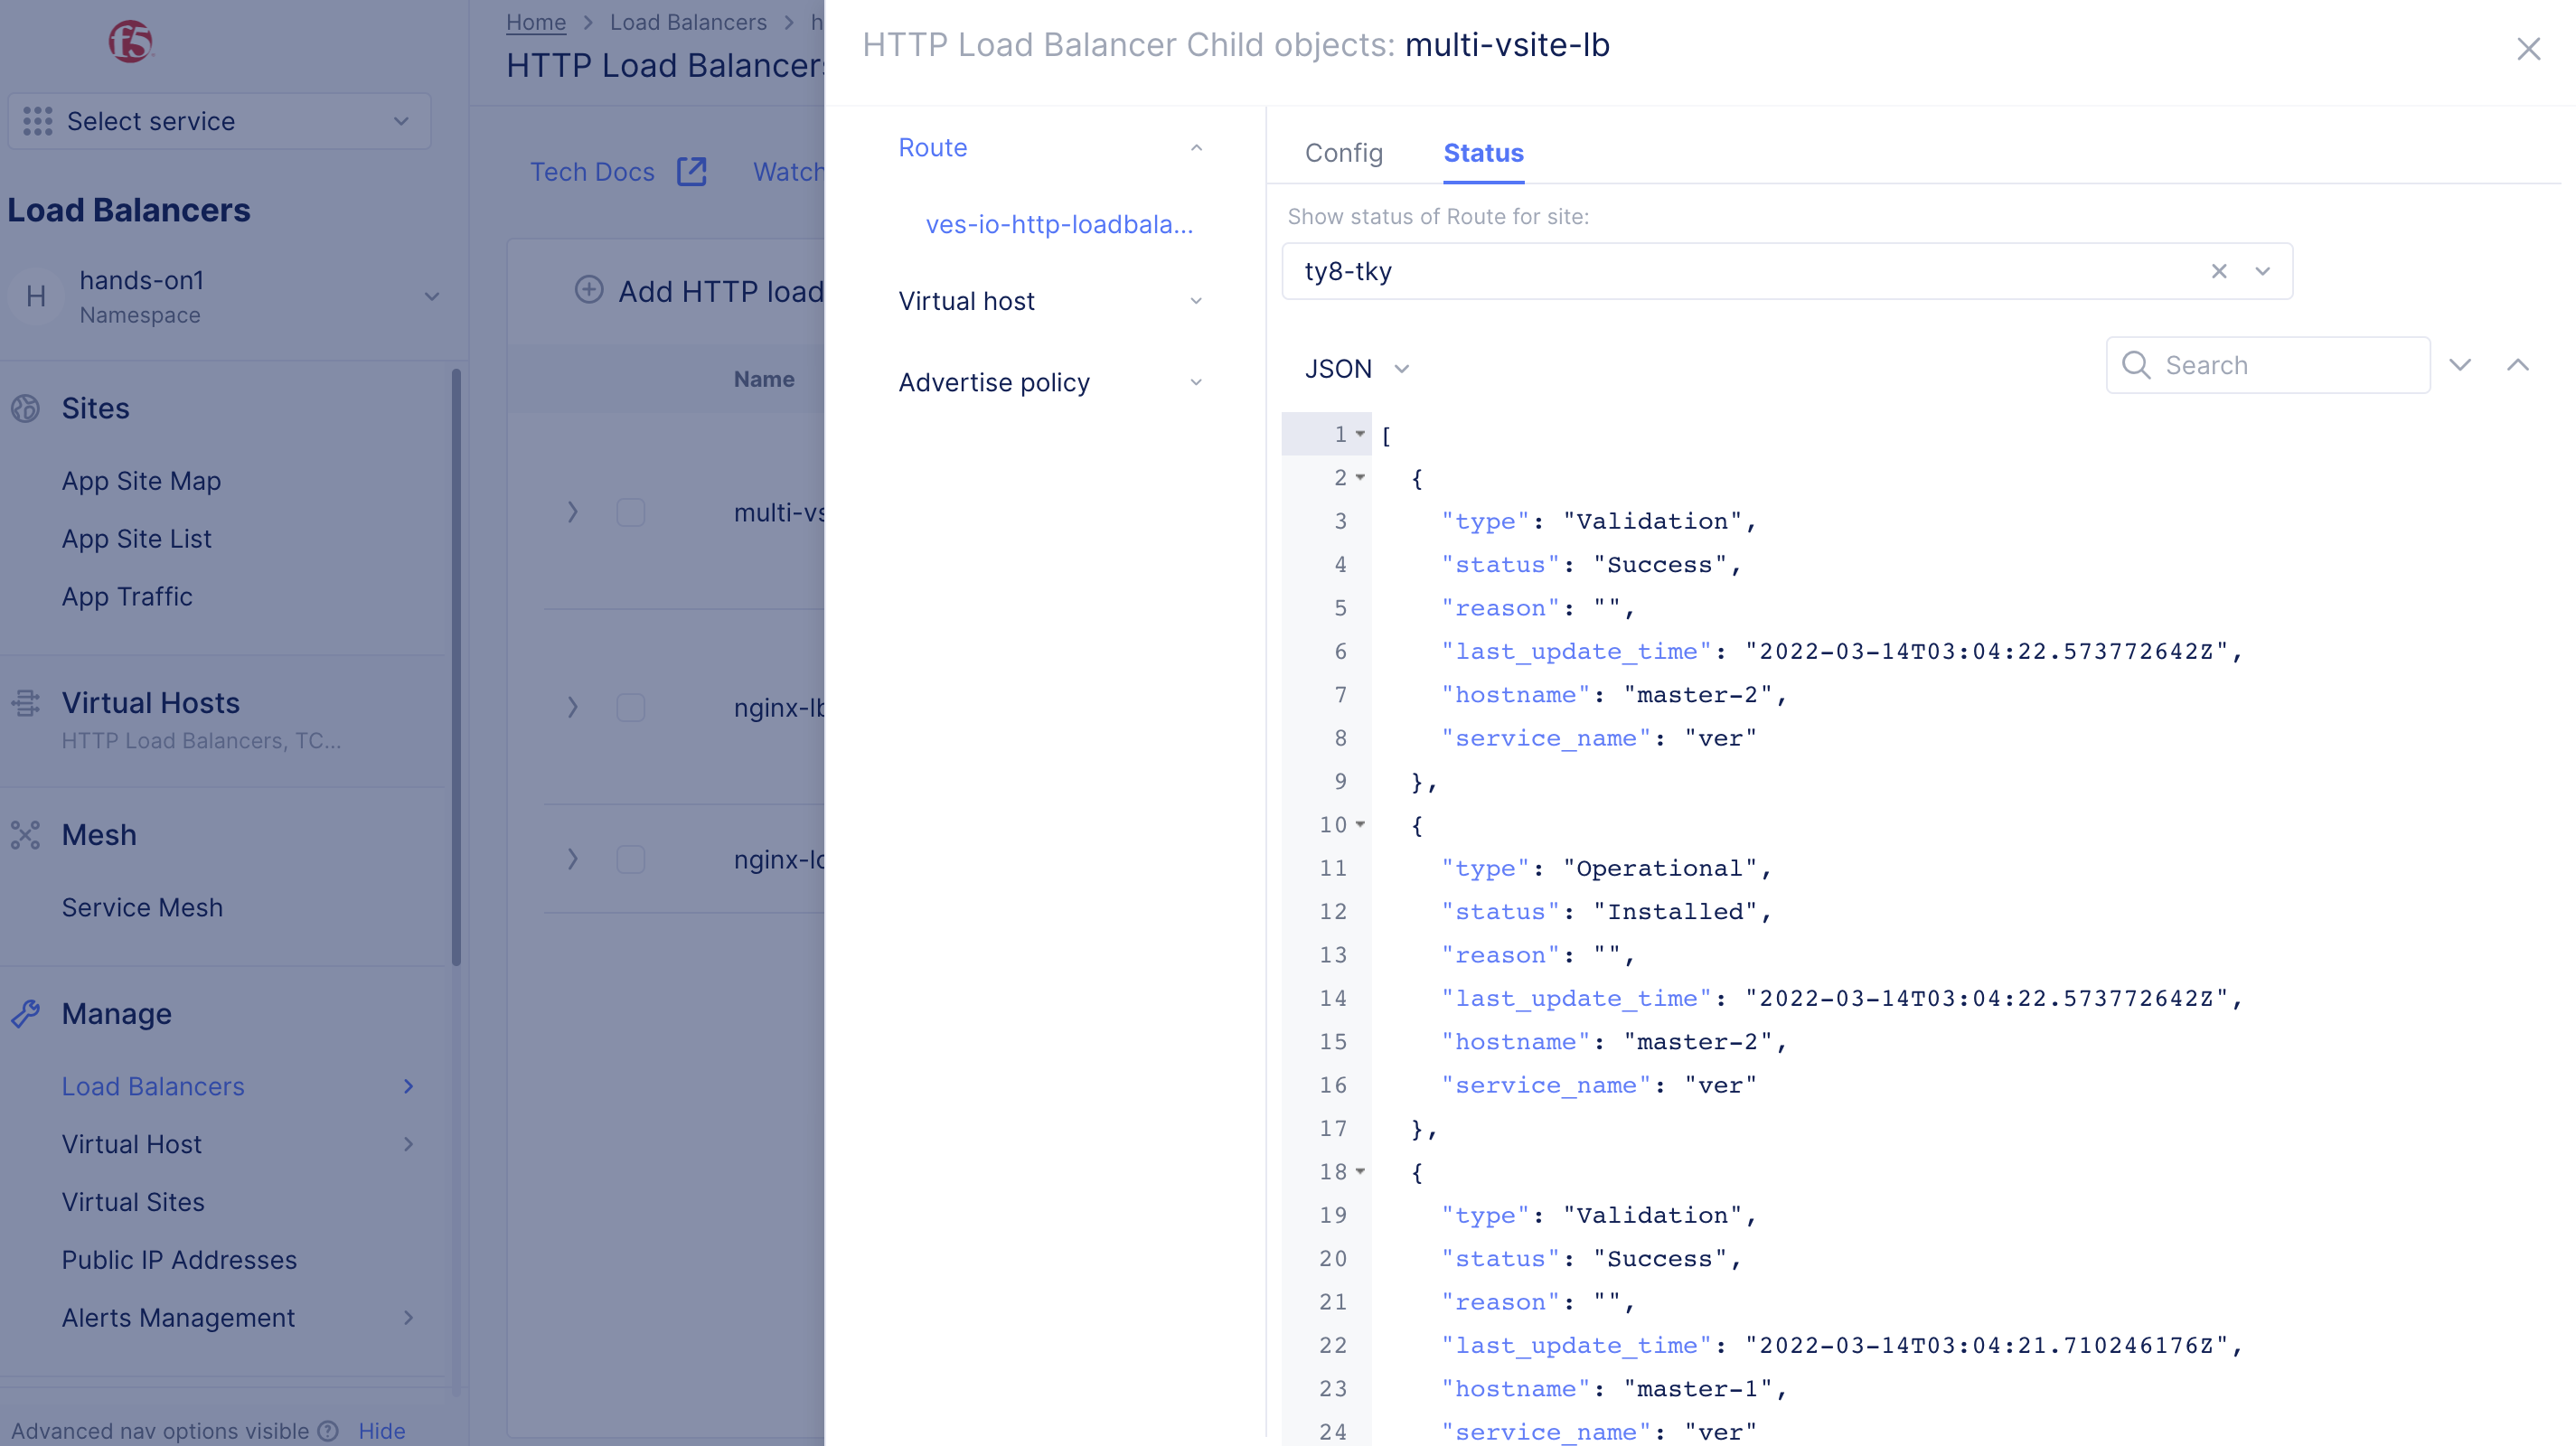 f5
Select service
Load Balancers
H
hands-on1
Namespace
Sites
App Site Map
App Site List
App Traffic
Virtual Hosts
HTTP Load Balancers, TC...
Mesh
Service Mesh
Manage
Load Balancers
Virtual Host
Virtual Sites
Public IP Addresses
Alerts Management
Advanced nav options visible ? Hide
Home > Load Balancers > h
HTTP Load Balancers
Tech Docs Watch
Add HTTP load
Name
multi-vs
nginx-lb
nginx-lo
HTTP Load Balancer Child objects: multi-vsite-lb
Route
ves-io-http-loadbala...
Virtual host
Advertise policy
Config Status
Show status of Route for site:
ty8-tky
JSON
Search
1 [
2 {
3 "type": "Validation",
4 "status": "Success",
5 "reason": "",
6 "last_update_time": "2022-03-14T03:04:22.573772642Z",
7 "hostname": "master-2",
8 "service_name": "ver"
9 },
10 {
11 "type": "Operational",
12 "status": "Installed",
13 "reason": "",
14 "last_update_time": "2022-03-14T03:04:22.573772642Z",
15 "hostname": "master-2",
16 "service_name": "ver"
17 },
18 {
19 "type": "Validation",
20 "status": "Success",
21 "reason": "",
22 "last_update_time": "2022-03-14T03:04:21.710246176Z",
23 "hostname": "master-1",
24 "service_name": "ver"